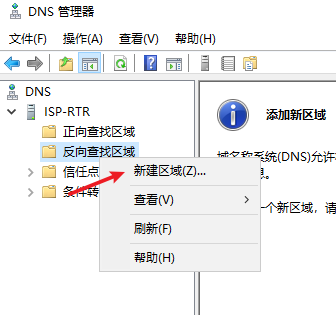 DNS 管理器
文件(F) 操作(A) 查看(V) 帮助(H)
DNS
ISP-RTR
正向查找区域
反向查找区域
信任点
条件转
新建区域(Z)...
查看(V)
刷新(F)
帮助(H)
添加新区域
域名称系统(DNS)允许
息。
一个新区域，请